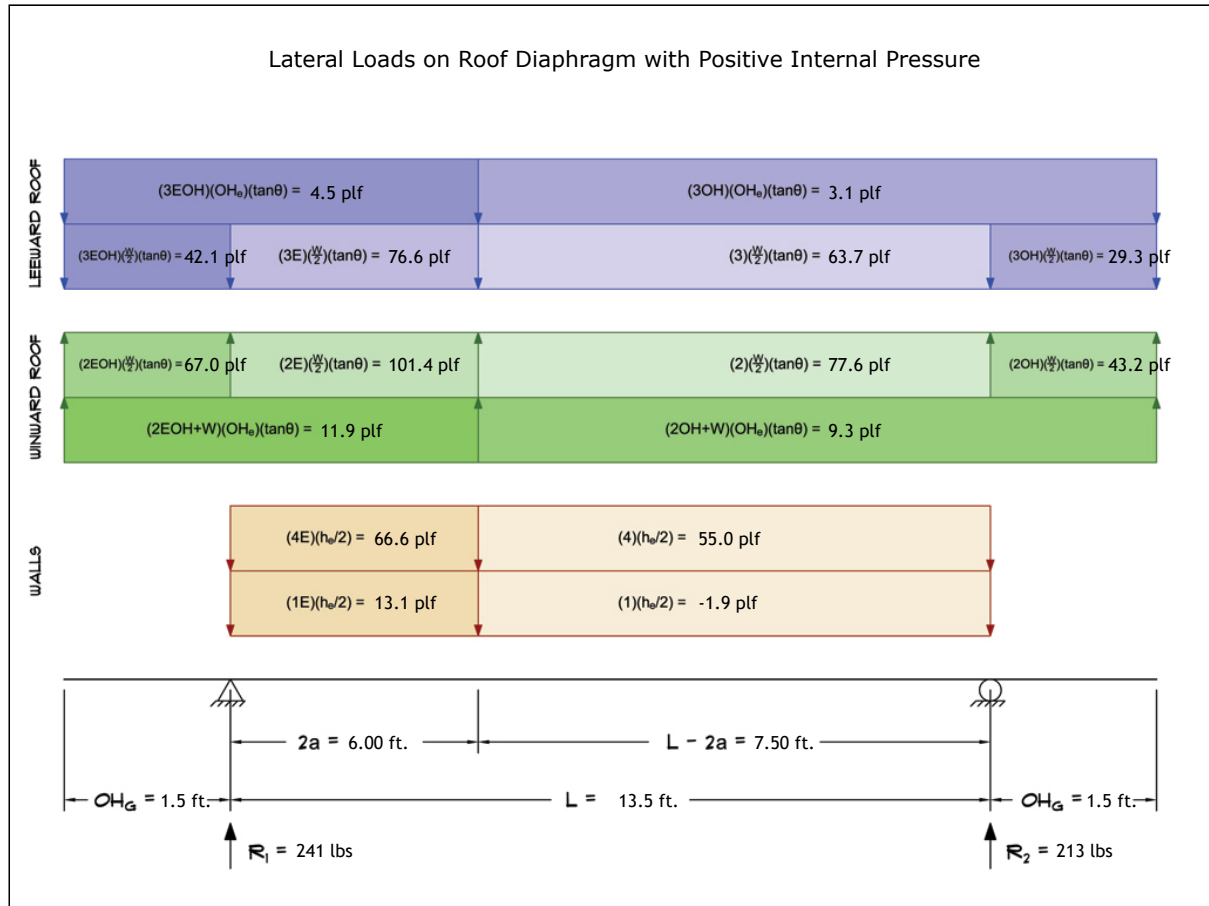 Lateral Loads on Roof Diaphragm with Positive Internal Pressure
LEEWARD ROOF
(3EOH)(OHₑ)(tanθ) = 4.5 plf
(3OH)(OHₑ)(tanθ) = 3.1 plf
(3EOH)(W/2)(tanθ) = 42.1 plf
(3E)(W/2)(tanθ) = 76.6 plf
(3)(W/2)(tanθ) = 63.7 plf
(3OH)(W/2)(tanθ) = 29.3 plf
WINWARD ROOF
(2EOH)(W/2)(tanθ) = 67.0 plf
(2E)(W/2)(tanθ) = 101.4 plf
(2)(W/2)(tanθ) = 77.6 plf
(2OH)(W/2)(tanθ) = 43.2 plf
(2EOH+W)(OHₑ)(tanθ) = 11.9 plf
(2OH+W)(OHₑ)(tanθ) = 9.3 plf
WALLS
(4E)(hₑ/2) = 66.6 plf
(4)(hₑ/2) = 55.0 plf
(1E)(hₑ/2) = 13.1 plf
(1)(hₑ/2) = -1.9 plf
2a = 6.00 ft.
L - 2a = 7.50 ft.
OH_G = 1.5 ft.
L = 13.5 ft.
OH_G = 1.5 ft.
R₁ = 241 lbs
R₂ = 213 lbs